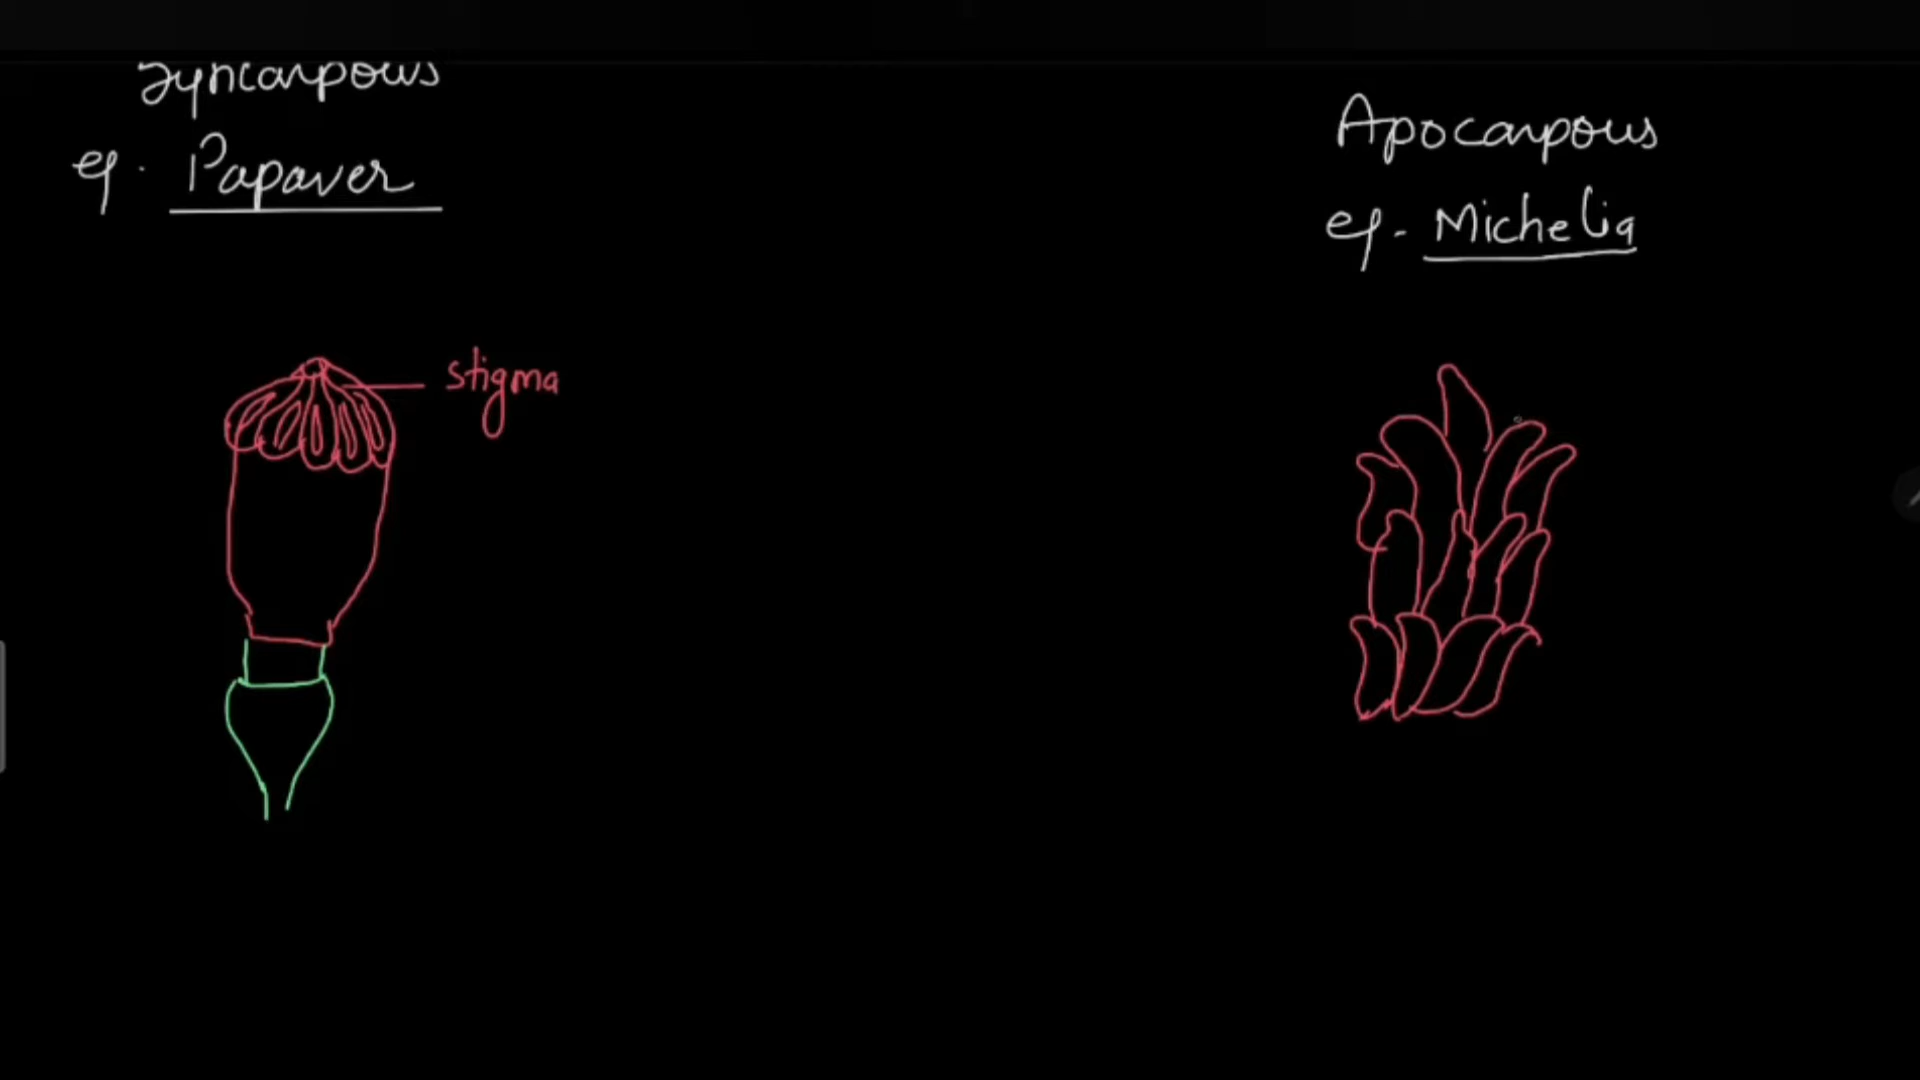 Syncarpous
eg. Papaver
stigma
Apocarpous
eg. Michelia